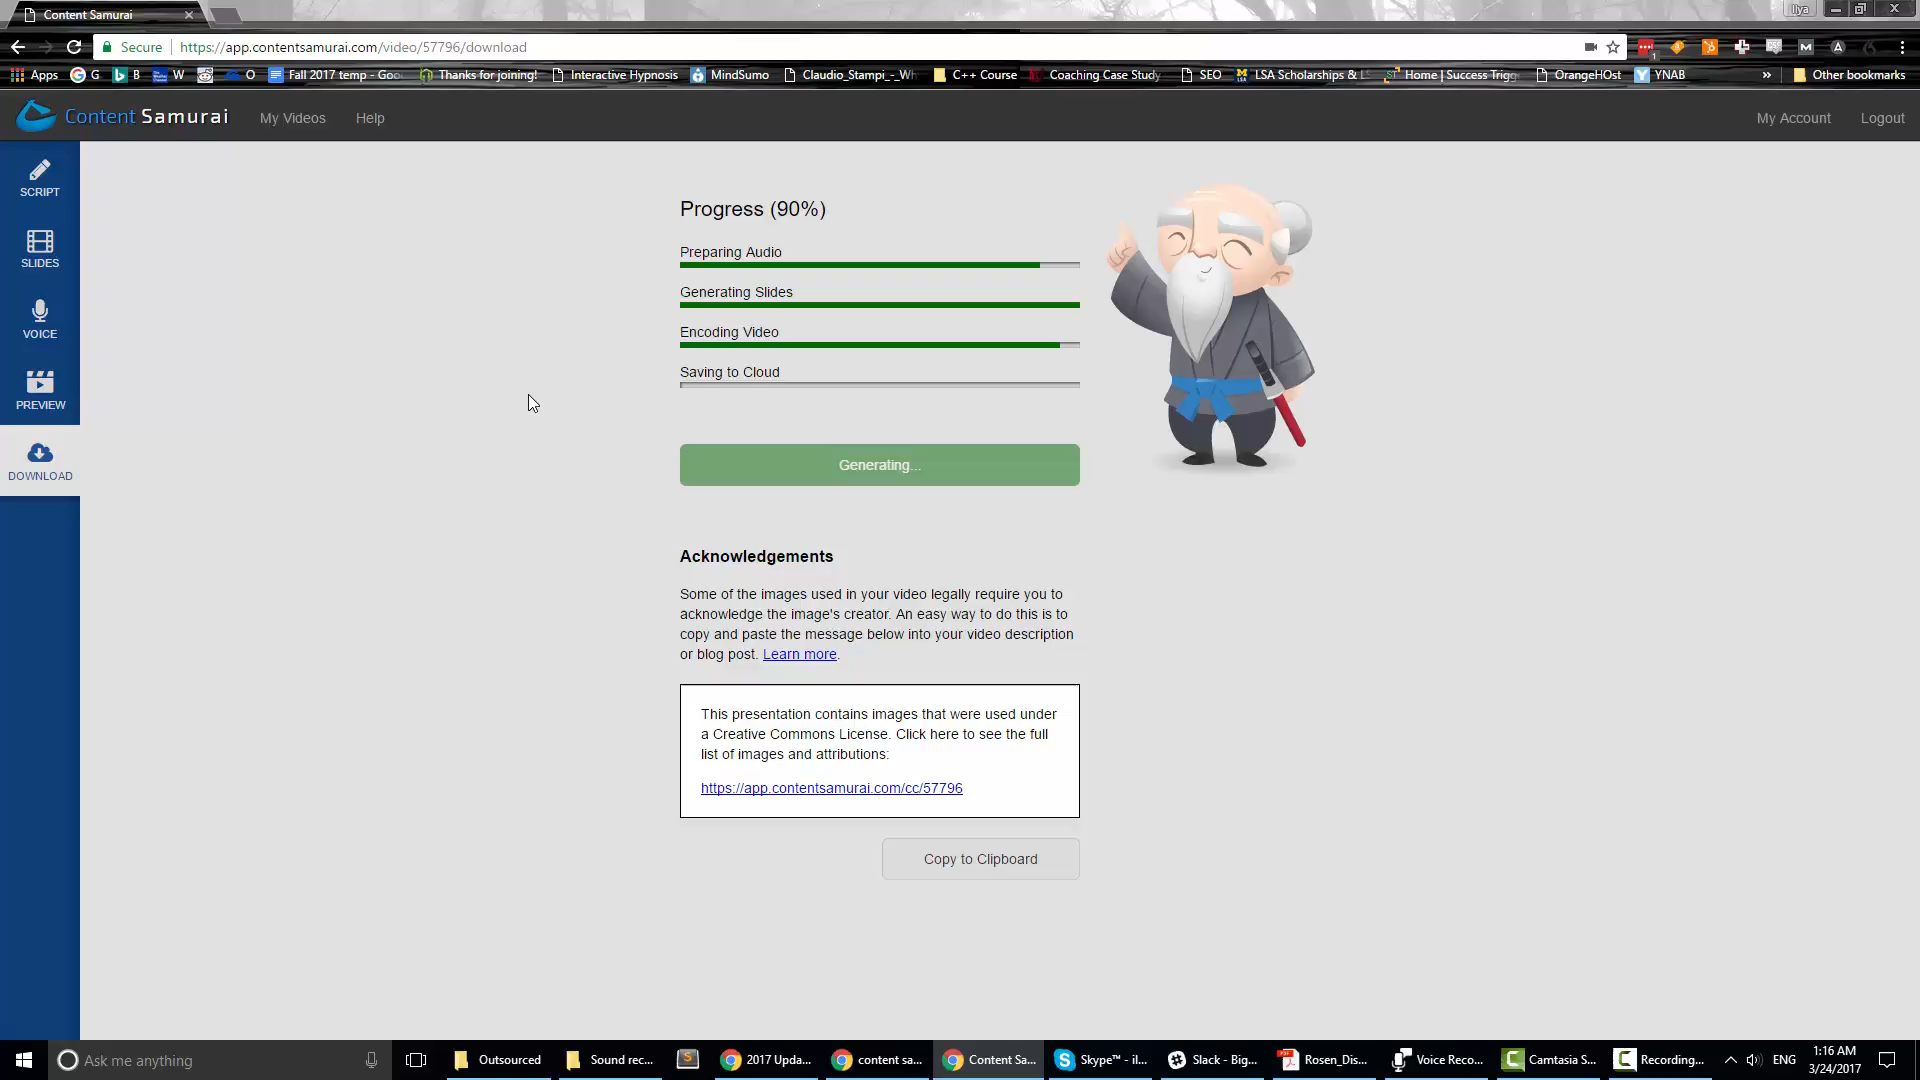 Content Samurai
Ilya
Secure
https://app.contentsamurai.com/video/57796/download
Apps
G
B
W
O
Fall 2017 temp - Goo
Thanks for joining!
Interactive Hypnosis
MindSumo
Claudio_Stampi_-_Wh
C++ Course
Coaching Case Study
SEO
LSA Scholarships & L
Home | Success Trigg
OrangeHOst
YNAB
»
Other bookmarks
Content Samurai
My Videos
Help
My Account
Logout
SCRIPT
SLIDES
VOICE
PREVIEW
DOWNLOAD
Progress (90%)
Preparing Audio
Generating Slides
Encoding Video
Saving to Cloud
Generating...
Acknowledgements
Some of the images used in your video legally require you to
acknowledge the image's creator. An easy way to do this is to
copy and paste the message below into your video description
or blog post. Learn more.
This presentation contains images that were used under
a Creative Commons License. Click here to see the full
list of images and attributions:
https://app.contentsamurai.com/cc/57796
Copy to Clipboard
Ask me anything
Outsourced
Sound rec...
2017 Upda...
content sa...
Content Sa...
Skype™ - il...
Slack - Big...
Rosen_Dis...
Voice Reco...
Camtasia S...
Recording...
ENG
1:16 AM
3/24/2017